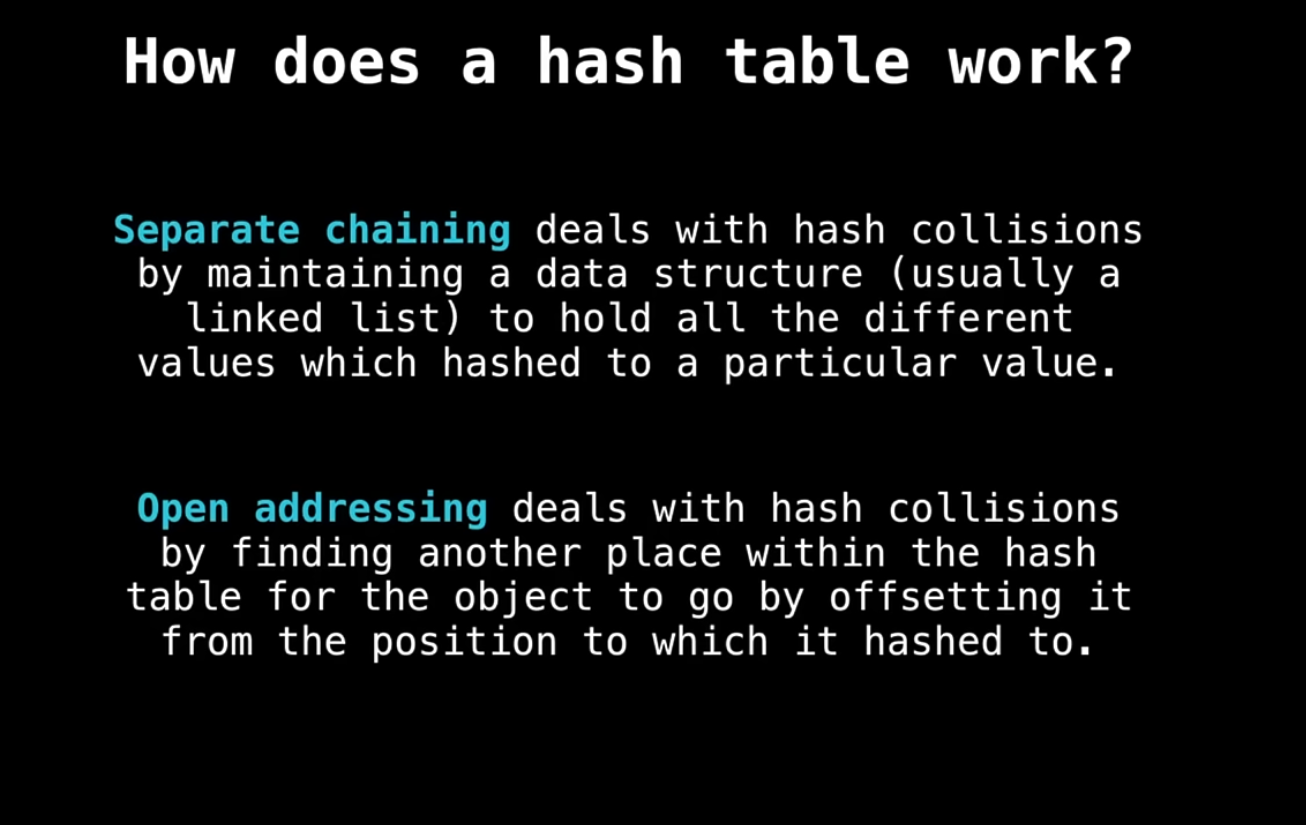 How does a hash table work?
Separate chaining deals with hash collisions
by maintaining a data structure (usually a
linked list) to hold all the different
values which hashed to a particular value.
Open addressing deals with hash collisions
by finding another place within the hash
table for the object to go by offsetting it
from the position to which it hashed to.